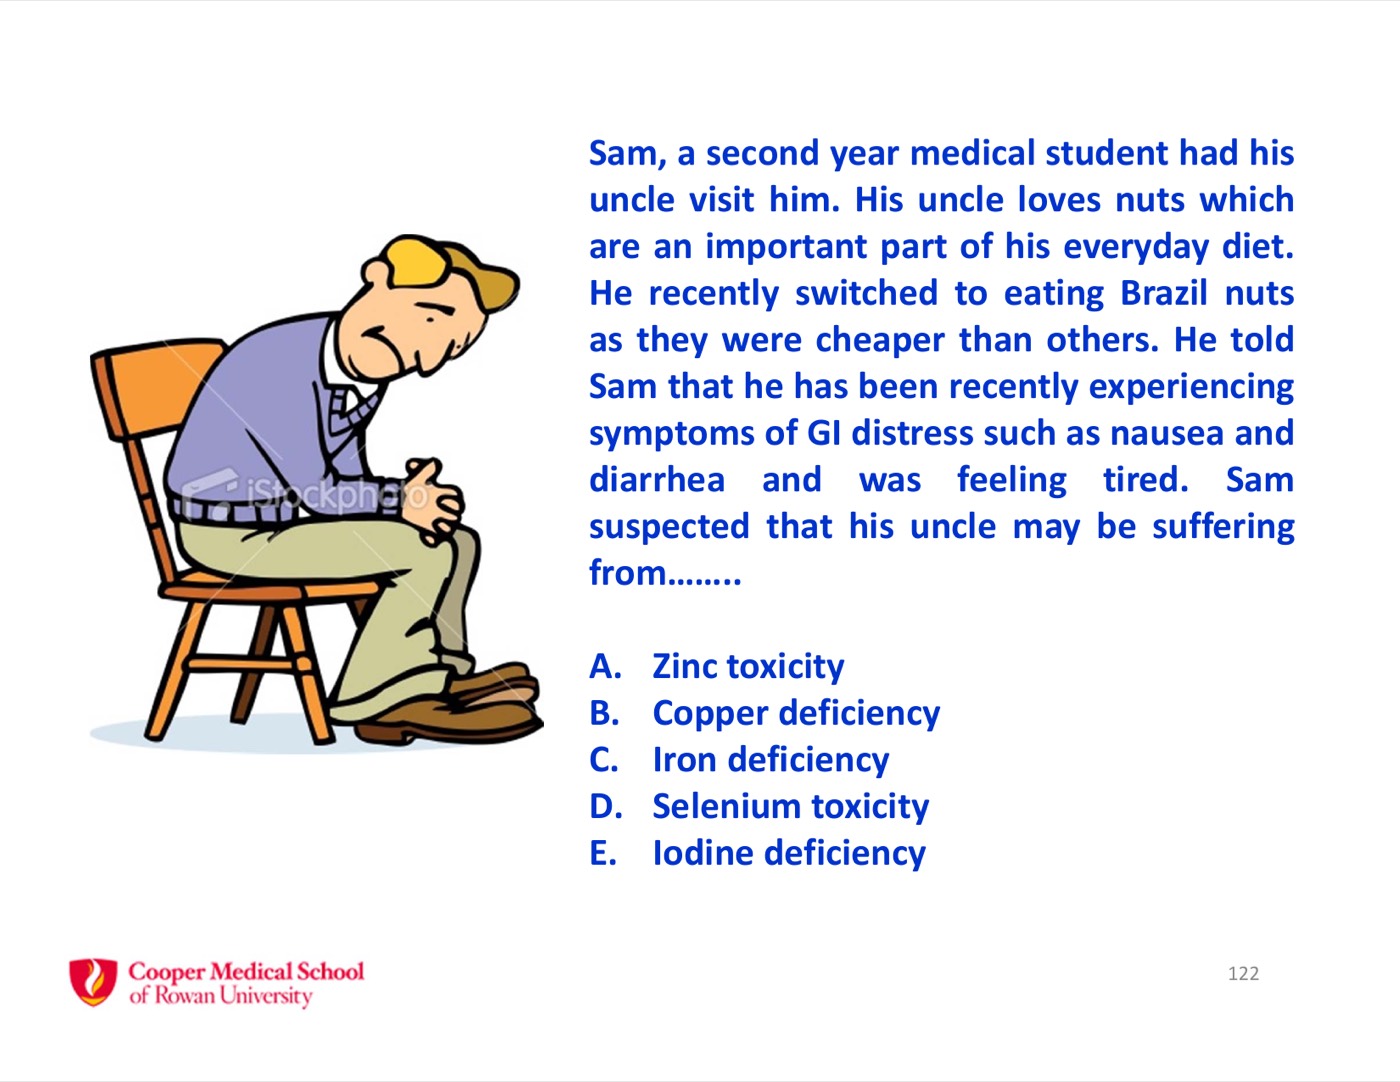 Sam, a second year medical student had his
uncle visit him. His uncle loves nuts which
are an important part of his everyday diet.
He recently switched to eating Brazil nuts
as they were cheaper than others. He told
Sam that he has been recently experiencing
symptoms of GI distress such as nausea and
diarrhea and was feeling tired. Sam
suspected that his uncle may be suffering
from……..
iStockphoto
A. Zinc toxicity
B. Copper deficiency
C. Iron deficiency
D. Selenium toxicity
E. Iodine deficiency
Cooper Medical School
of Rowan University
122